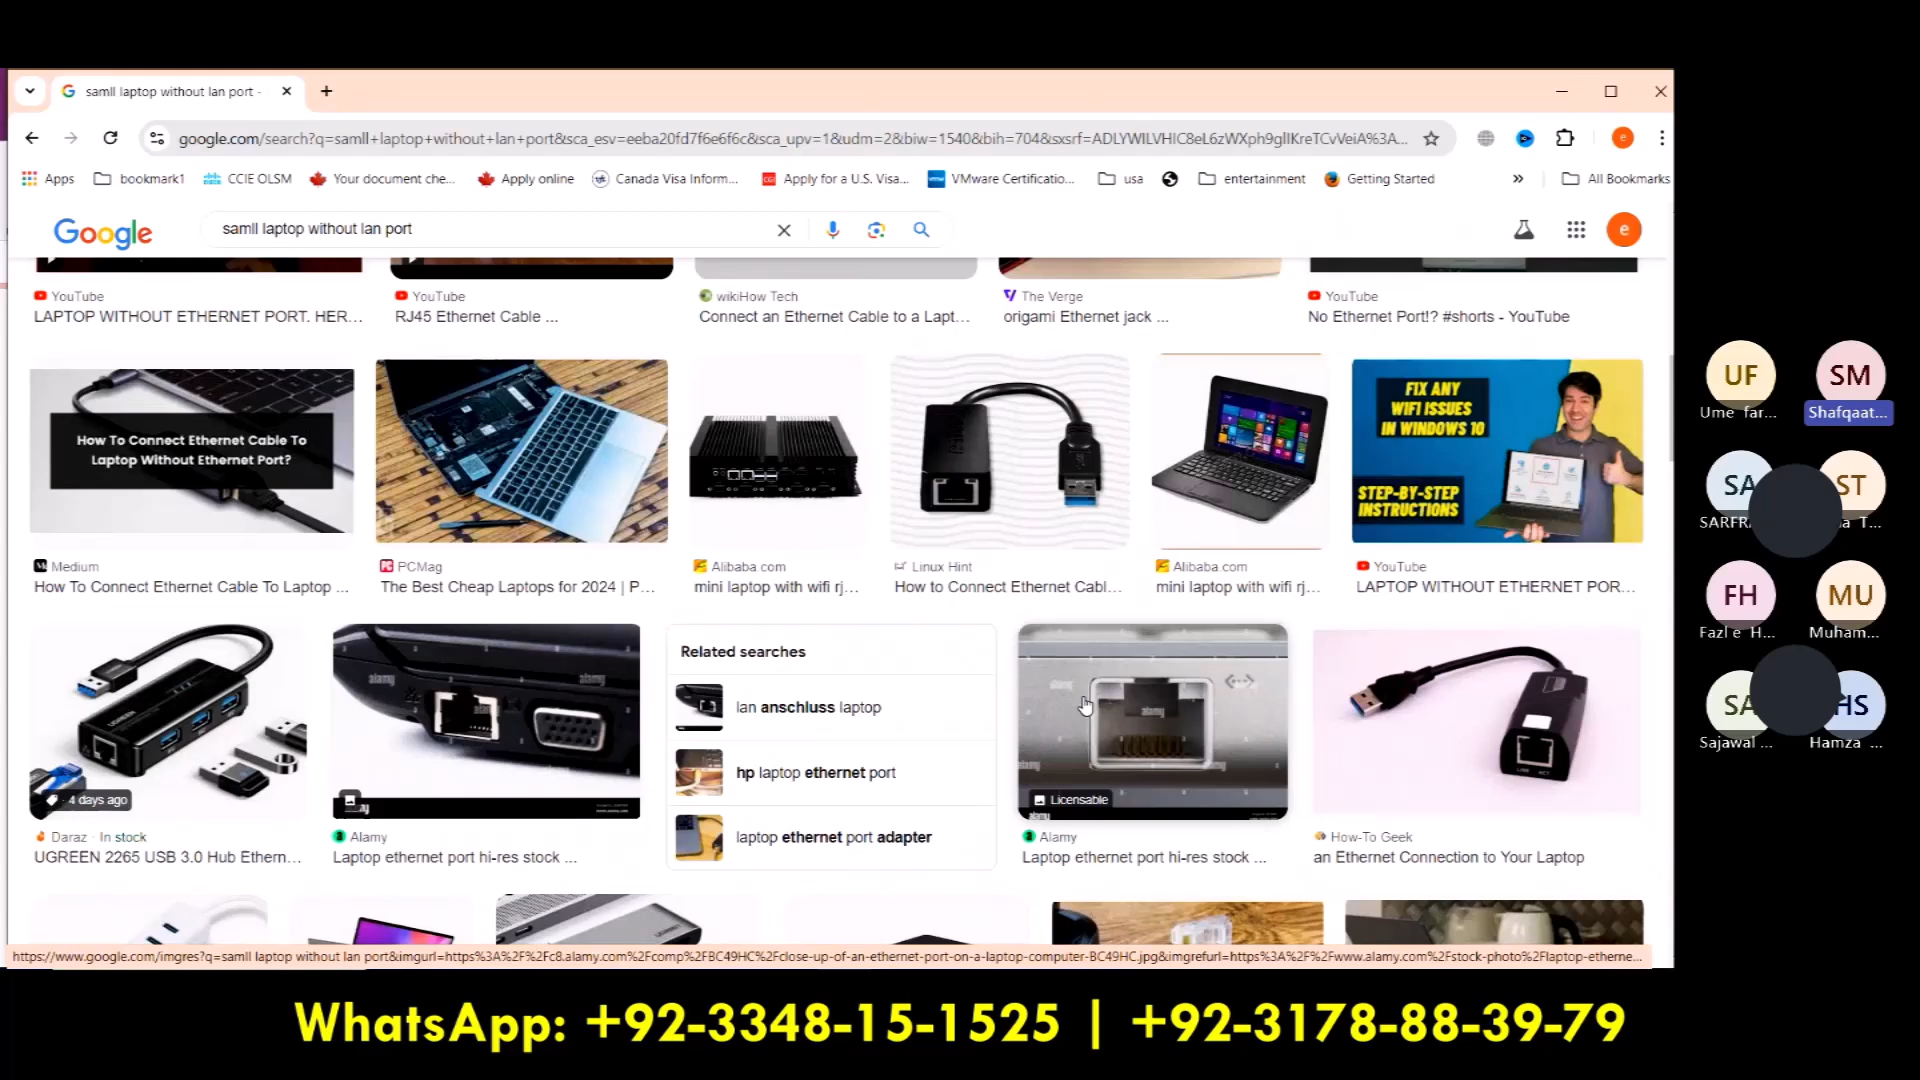 samll laptop without lan port -
google.com/search?q=samll+laptop+without+lan+port&sca_esv=eeba20fd7f6e6f6c&sca_upv=1&udm=2&biw=1540&bih=704&sxsrf=ADLYWILVHIC8eL6zWXph9gllKreTCvVeiA%3A...
e
Apps
bookmark1
CCIE OLSM
Your document che...
Apply online
Canada Visa Inform...
Apply for a U.S. Visa...
VMware Certificatio...
usa
entertainment
Getting Started
»
All Bookmarks
Google
samll laptop without lan port
e
YouTube
LAPTOP WITHOUT ETHERNET PORT. HER...
YouTube
RJ45 Ethernet Cable ...
wikiHow Tech
Connect an Ethernet Cable to a Lapt...
The Verge
origami Ethernet jack ...
YouTube
No Ethernet Port!? #shorts - YouTube
How To Connect Ethernet Cable To
Laptop Without Ethernet Port?
FIX ANY
WIFI ISSUES
IN WINDOWS 10
STEP-BY-STEP
INSTRUCTIONS
Medium
How To Connect Ethernet Cable To Laptop ...
PCMag
The Best Cheap Laptops for 2024 | P...
Alibaba.com
mini laptop with wifi rj...
Linux Hint
How to Connect Ethernet Cabl...
Alibaba.com
mini laptop with wifi rj...
YouTube
LAPTOP WITHOUT ETHERNET POR...
UGREEN
4 days ago
Daraz · In stock
UGREEN 2265 USB 3.0 Hub Ethern...
alamy
alamy
Alamy
Laptop ethernet port hi-res stock ...
Related searches
lan anschluss laptop
hp laptop ethernet port
laptop ethernet port adapter
alamy
Licensable
Alamy
Laptop ethernet port hi-res stock ...
How-To Geek
an Ethernet Connection to Your Laptop
https://www.google.com/imgres?q=samll laptop without lan port&imgurl=https%3A%2F%2Fc8.alamy.com%2Fcomp%2FBC49HC%2Fclose-up-of-an-ethernet-port-on-a-laptop-computer-BC49HC.jpg&imgrefurl=https%3A%2F%2Fwww.alamy.com%2Fstock-photo%2Flaptop-etherne...
UF
Ume far...
SM
Shafqaat...
SA
SARFR
ST
a T...
FH
Fazl e H...
MU
Muham...
SA
Sajawal ...
HS
Hamza ...
WhatsApp: +92-3348-15-1525 | +92-3178-88-39-79